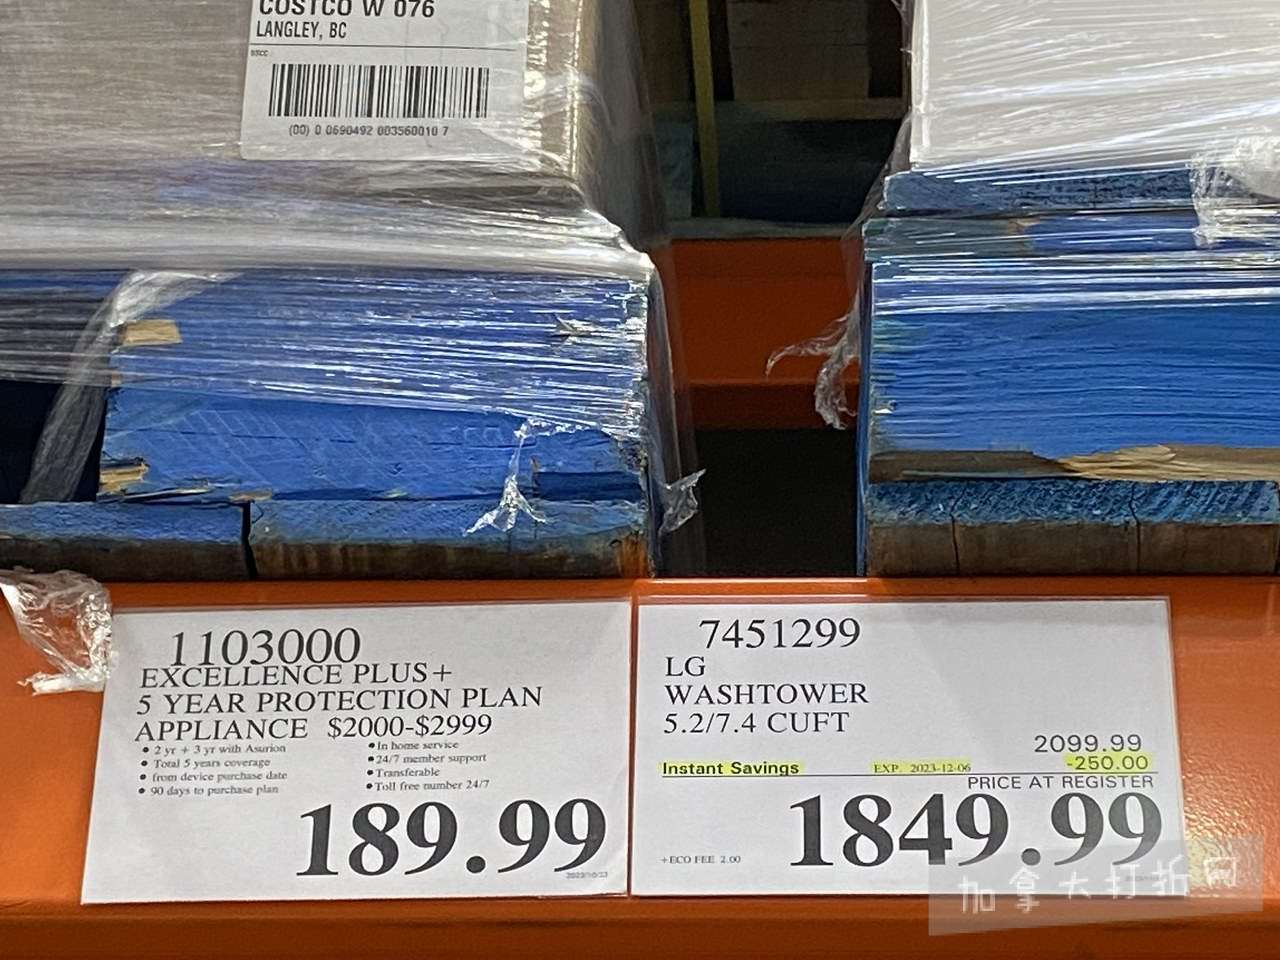 COSTCO W 076
LANGLEY, BC
SSCC
(00) 0 0690492 003560010 7
1103000
EXCELLENCE PLUS+
5 YEAR PROTECTION PLAN
APPLIANCE $2000-$2999
• 2 yr + 3 yr with Asurion
• Total 5 years coverage
• from device purchase date
• 90 days to purchase plan
• In home service
• 24/7 member support
• Transferable
• Toll free number 24/7
189.99
2023/10/23
7451299
LG
WASHTOWER
5.2/7.4 CUFT
2099.99
Instant Savings EXP. 2023-12-06 -250.00
PRICE AT REGISTER
+ECO FEE 2.00
1849.99
加拿大打折网